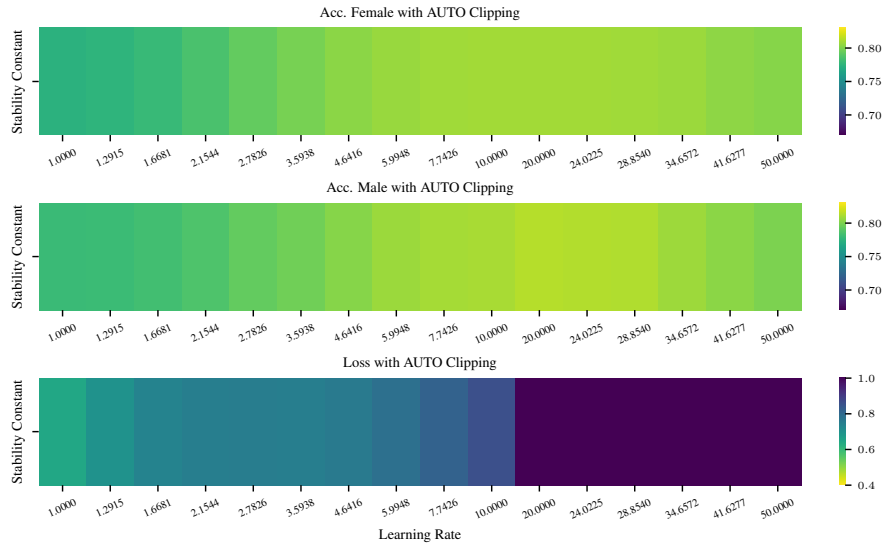 Acc. Female with AUTO Clipping
Stability Constant
0.80
0.70
1.0000 1.2915 1.6681 2.1544 2.7826 3.5938 4.6416 5.9948 7.7426 10.0000 20.0000 24.0225 28.8540 34.6572 41.6277 50.0000
Acc. Male with AUTO Clipping
Stability Constant
0.80
0.70
1.0000 1.2915 1.6681 2.1544 2.7826 3.5938 4.6416 5.9948 7.7426 10.0000 20.0000 24.0225 28.8540 34.6572 41.6277 50.0000
Loss with AUTO Clipping
Stability Constant
1.0
0.8
0.6
0.4
1.0000 1.2915 1.6681 2.1544 2.7826 3.5938 4.6416 5.9948 7.7426 10.0000 20.0000 24.0225 28.8540 34.6572 41.6277 50.0000
Learning Rate